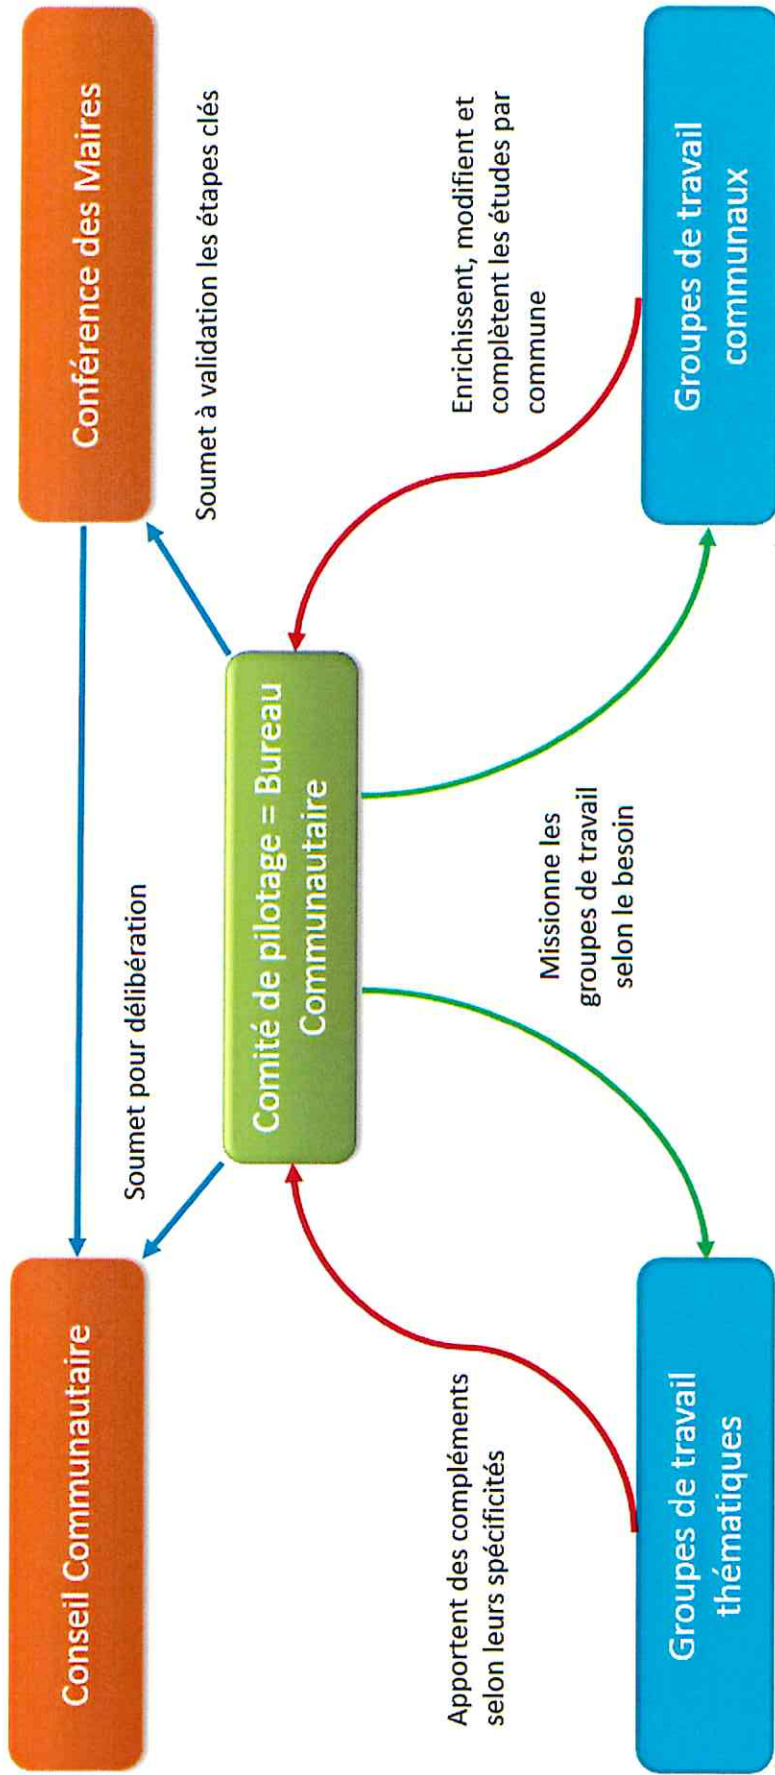 Conseil Communautaire
Conférence des Maires
Soumet pour délibération
Soumet à validation les étapes clés
Comité de pilotage = Bureau
Communautaire
Apportent des compléments
selon leurs spécificités
Missionne les
groupes de travail
selon le besoin
Enrichissent, modifient et
complètent les études par
commune
Groupes de travail
thématiques
Groupes de travail
communaux